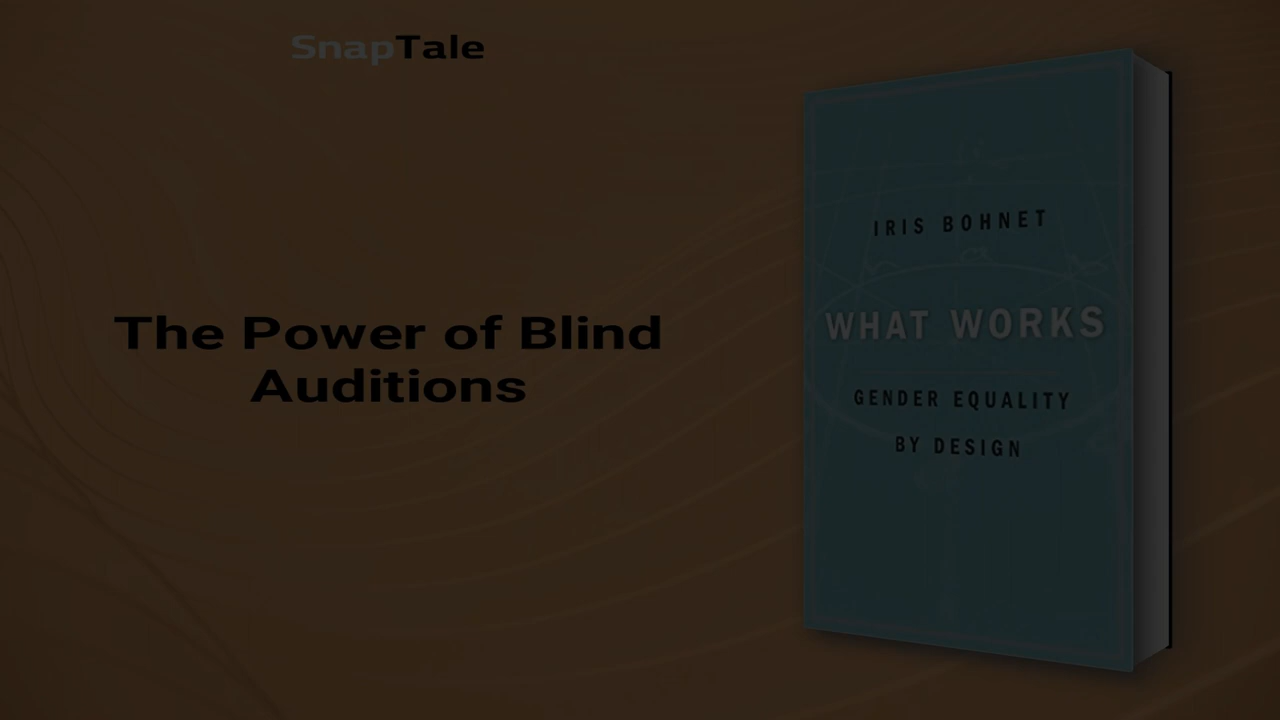 SnapTale
The Power of Blind
Auditions
IRIS BOHNET
WHAT WORKS
GENDER EQUALITY
BY DESIGN